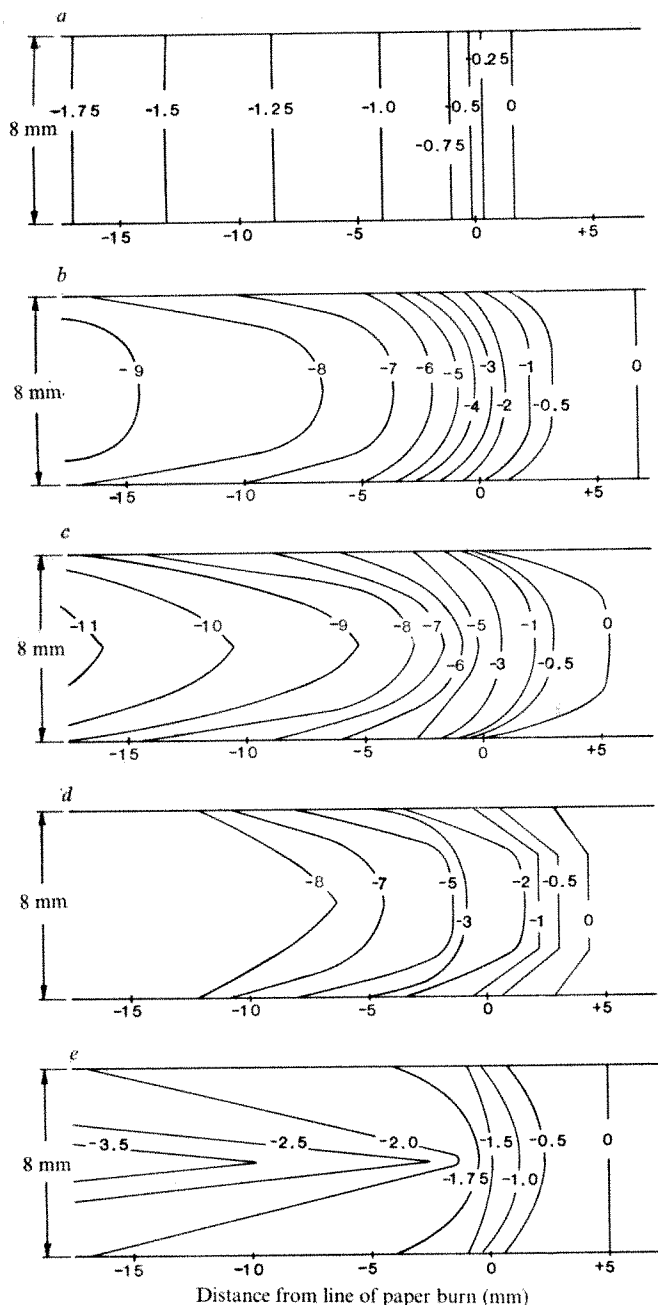 a
-0.25
8 mm
-1.75 -1.5 -1.25 -1.0 -0.5 0
-0.75
-15 -10 -5 0 +5
b
8 mm
-9 -8 -7 -6 -5 -3 -1 0
-4 -2 -0.5
-15 -10 -5 0 +5
c
8 mm
-11 -10 -9 -8 -7 -5 -1 0
-6 -3 -0.5
-15 -10 -5 0 +5
d
8 mm
-8 -7 -5 -2 -0.5
-3 -1 0
-15 -10 -5 0 +5
e
8 mm
-3.5 -2.5 -2.0 -1.5 -0.5 0
-1.75 -1.0
-15 -10 -5 0 +5
Distance from line of paper burn (mm)